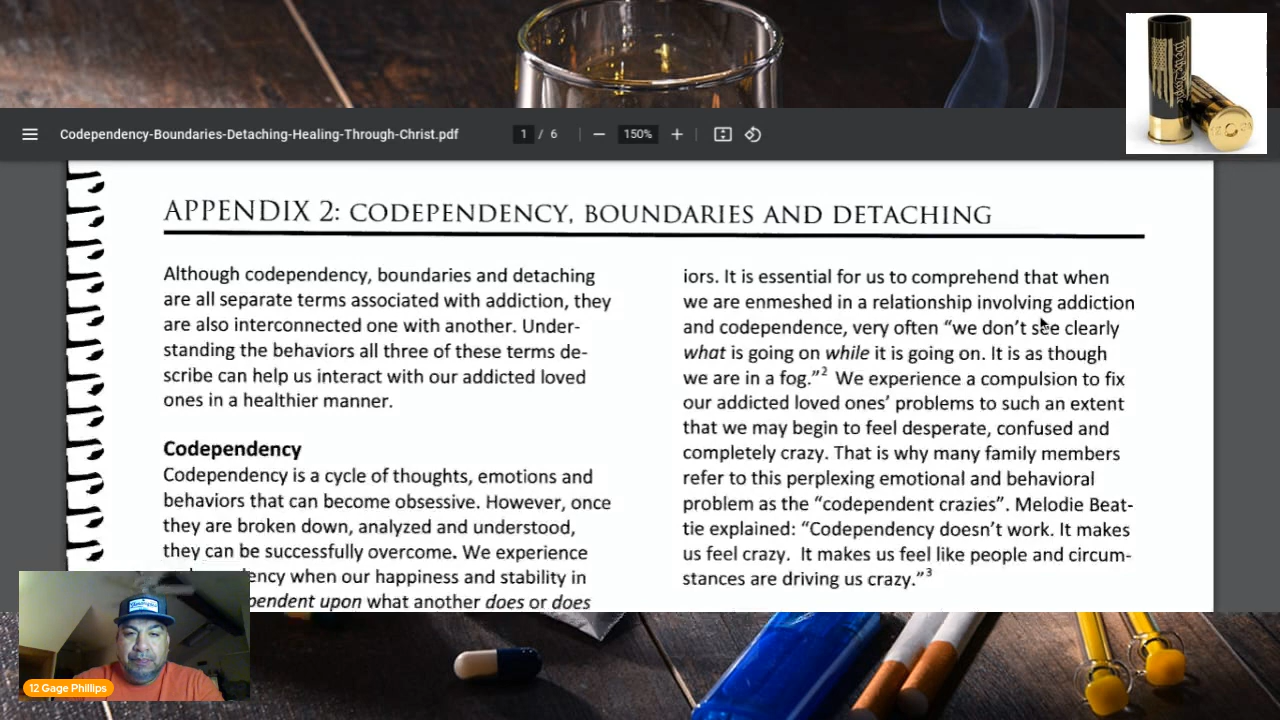 We the People
Codependency-Boundaries-Detaching-Healing-Through-Christ.pdf
1 / 6
150%
APPENDIX 2: CODEPENDENCY, BOUNDARIES AND DETACHING
Although codependency, boundaries and detaching
are all separate terms associated with addiction, they
are also interconnected one with another. Under-
standing the behaviors all three of these terms de-
scribe can help us interact with our addicted loved
ones in a healthier manner.
Codependency
Codependency is a cycle of thoughts, emotions and
behaviors that can become obsessive. However, once
they are broken down, analyzed and understood,
they can be successfully overcome. We experience
ency when our happiness and stability in
pendent upon what another does or does
iors. It is essential for us to comprehend that when
we are enmeshed in a relationship involving addiction
and codependence, very often “we don’t see clearly
what is going on while it is going on. It is as though
we are in a fog.”2 We experience a compulsion to fix
our addicted loved ones’ problems to such an extent
that we may begin to feel desperate, confused and
completely crazy. That is why many family members
refer to this perplexing emotional and behavioral
problem as the “codependent crazies”. Melodie Beat-
tie explained: “Codependency doesn’t work. It makes
us feel crazy. It makes us feel like people and circum-
stances are driving us crazy.”3
12 Gage Phillips